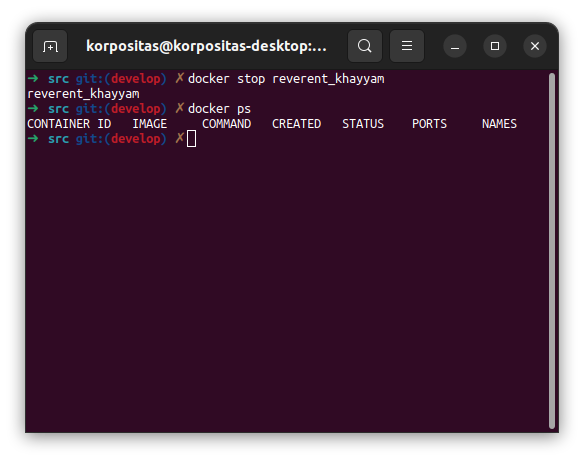 korpositas@korpositas-desktop:...
➜ src git:(develop) ✗ docker stop reverent_khayyam
reverent_khayyam
➜ src git:(develop) ✗ docker ps
CONTAINER ID   IMAGE     COMMAND   CREATED   STATUS    PORTS     NAMES
➜ src git:(develop) ✗